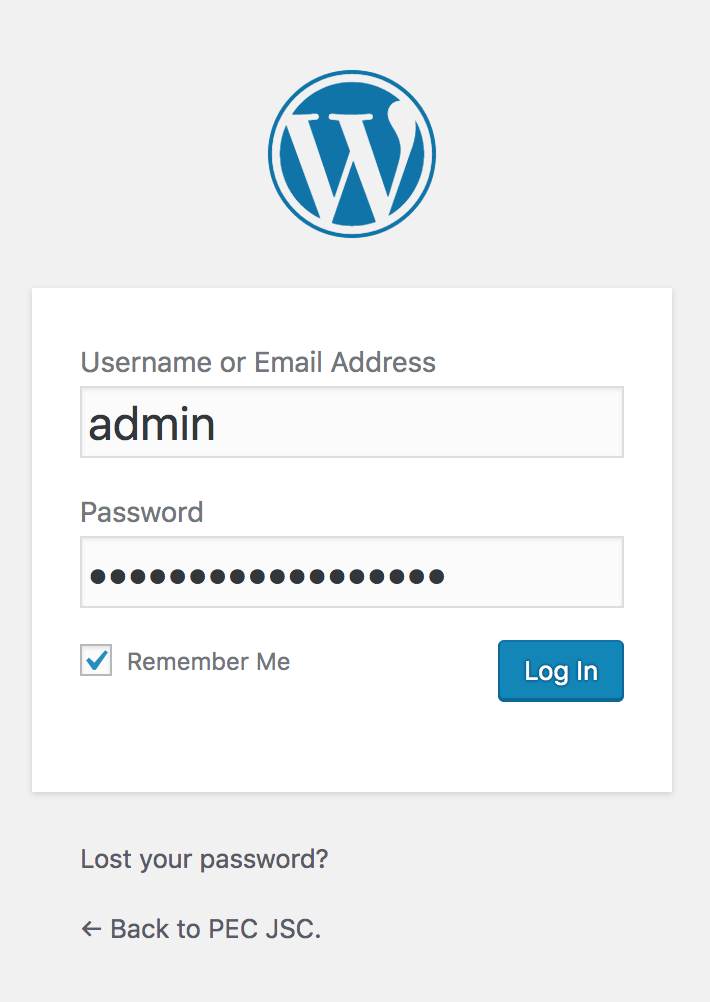 Username or Email Address
admin
Password
••••••••••••••••••
Remember Me
Log In
Lost your password?
← Back to PEC JSC.